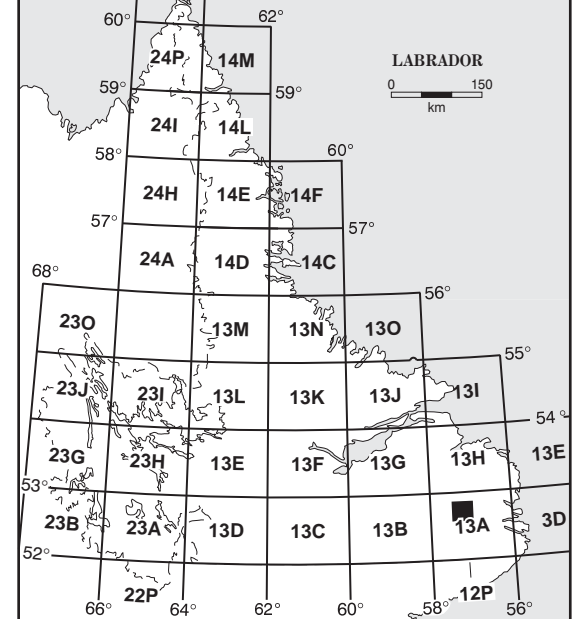 60° 62°
24P 14M LABRADOR
0 150
km
59° 59°
24I 14L
58° 60°
24H 14E 14F
57° 57°
24A 14D 14C
68° 56°
23O 13M 13N 13O
55°
23J 23I 13L 13K 13J 13I
54°
23G 23H 13E 13F 13G 13H 13E
53°
23B 23A 13D 13C 13B 13A 3D
52°
22P 12P
66° 64° 62° 60° 58° 56°